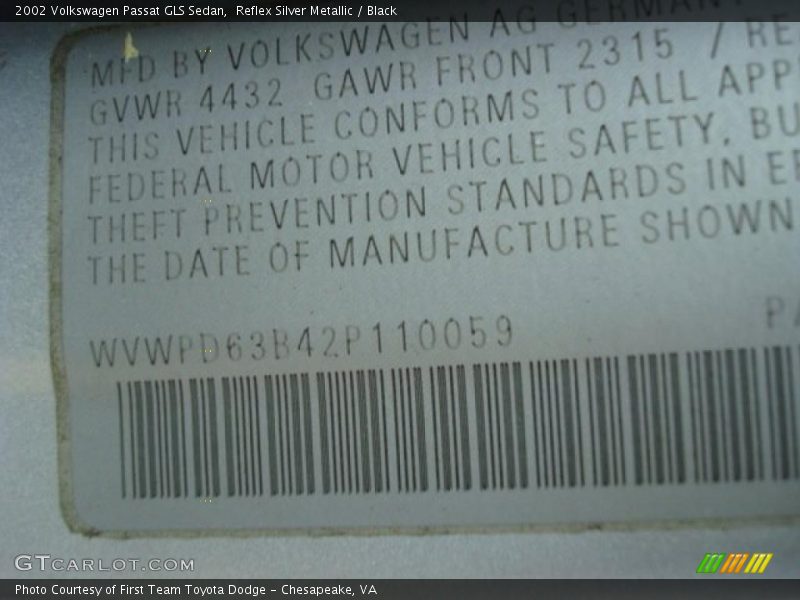 2002 Volkswagen Passat GLS Sedan,  Reflex Silver Metallic / Black
MFD BY VOLKSWAGEN AG GERMANY
GVWR 4432 GAWR FRONT 2315 / RE
THIS VEHICLE CONFORMS TO ALL APP
FEDERAL MOTOR VEHICLE SAFETY, BU
THEFT PREVENTION STANDARDS IN E
THE DATE OF MANUFACTURE SHOWN
WVWPD63B42P110059 PA
GTCARLOT.COM
Photo Courtesy of First Team Toyota Dodge - Chesapeake, VA